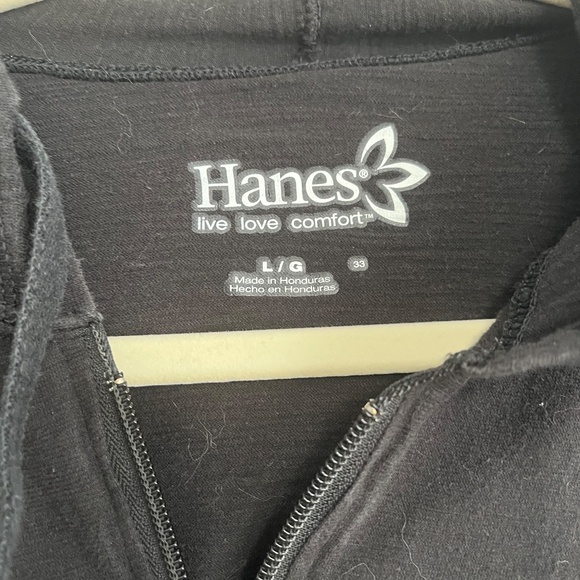 Hanes®
live love comfort™
L / G 33
Made in Honduras
Hecho en Honduras